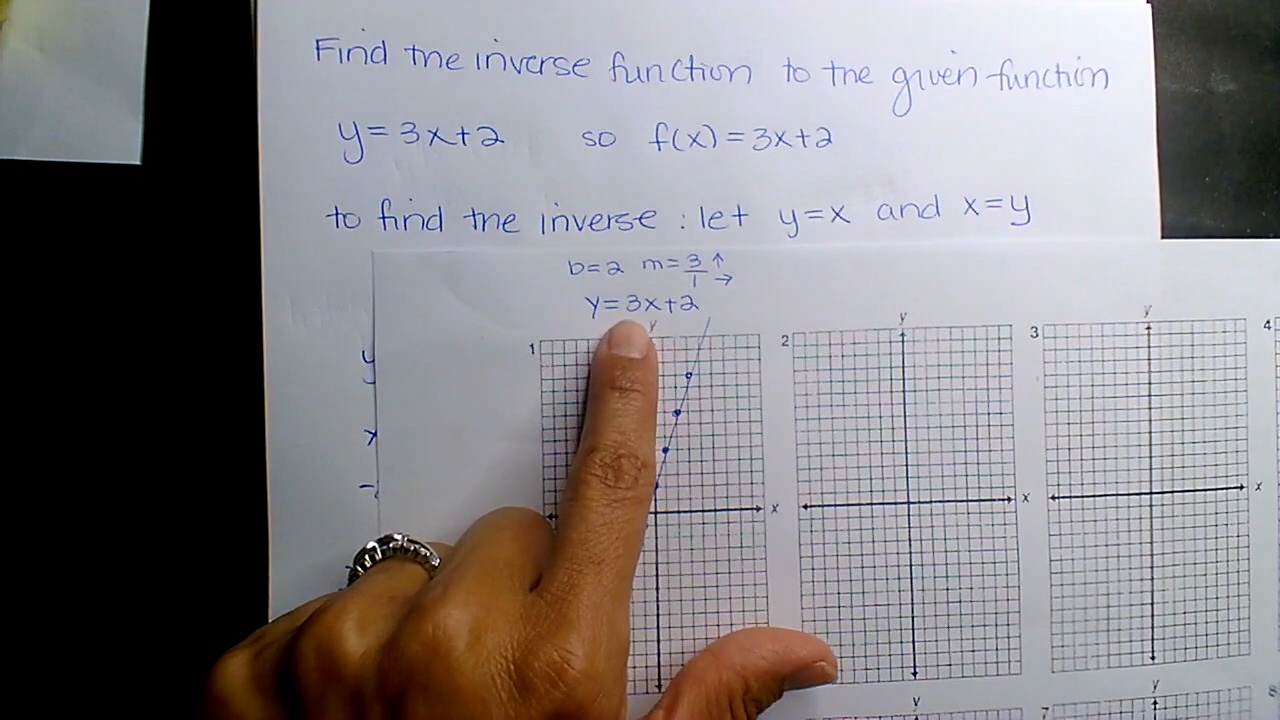 Find the inverse function to the given function
y=3x+2 so f(x)=3x+2
to find the inverse : let y=x and x=y
b=2 m=3/1 ↑ →
y=3x+2
y
y
y
1
2
3
4
y
x
-2
x
x
x
y
y
7
8